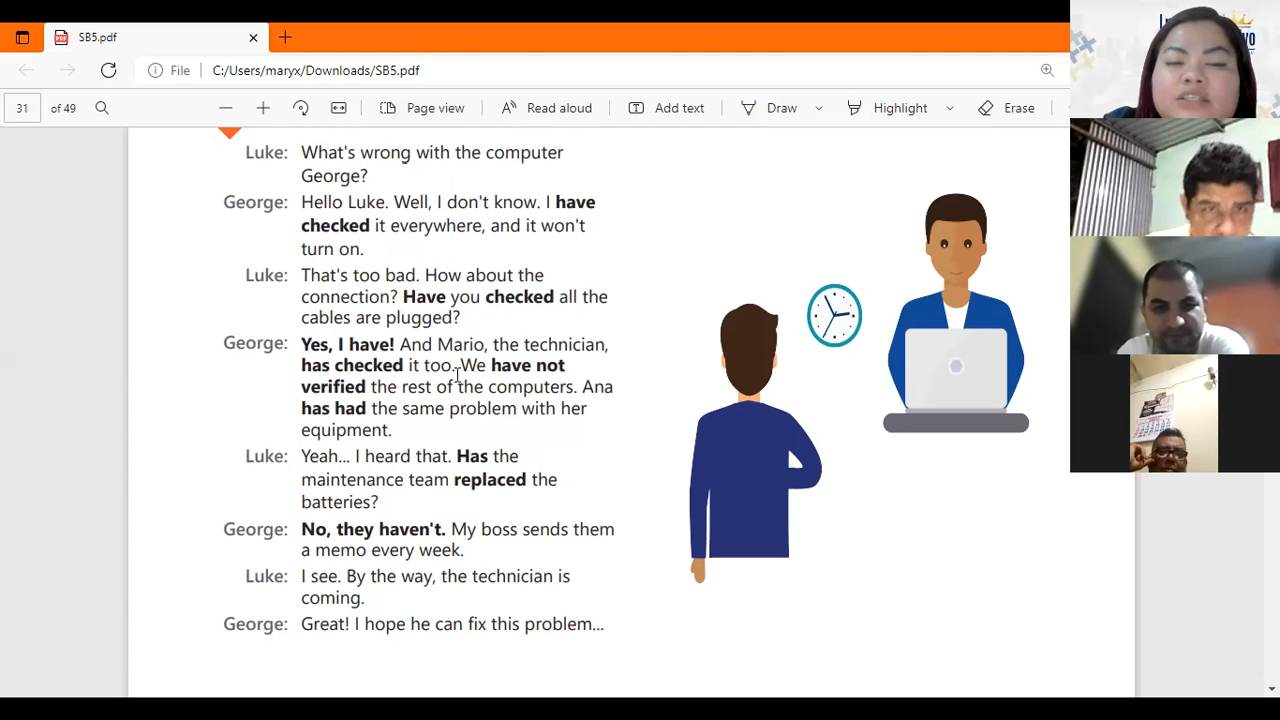 SB5.pdf
File C:/Users/maryx/Downloads/SB5.pdf
31 of 49 Page view Read aloud Add text Draw Highlight Erase
Luke: What's wrong with the computer
George?
George: Hello Luke. Well, I don't know. I have
checked it everywhere, and it won't
turn on.
Luke: That's too bad. How about the
connection? Have you checked all the
cables are plugged?
George: Yes, I have! And Mario, the technician,
has checked it too. We have not
verified the rest of the computers. Ana
has had the same problem with her
equipment.
Luke: Yeah... I heard that. Has the
maintenance team replaced the
batteries?
George: No, they haven't. My boss sends them
a memo every week.
Luke: I see. By the way, the technician is
coming.
George: Great! I hope he can fix this problem...